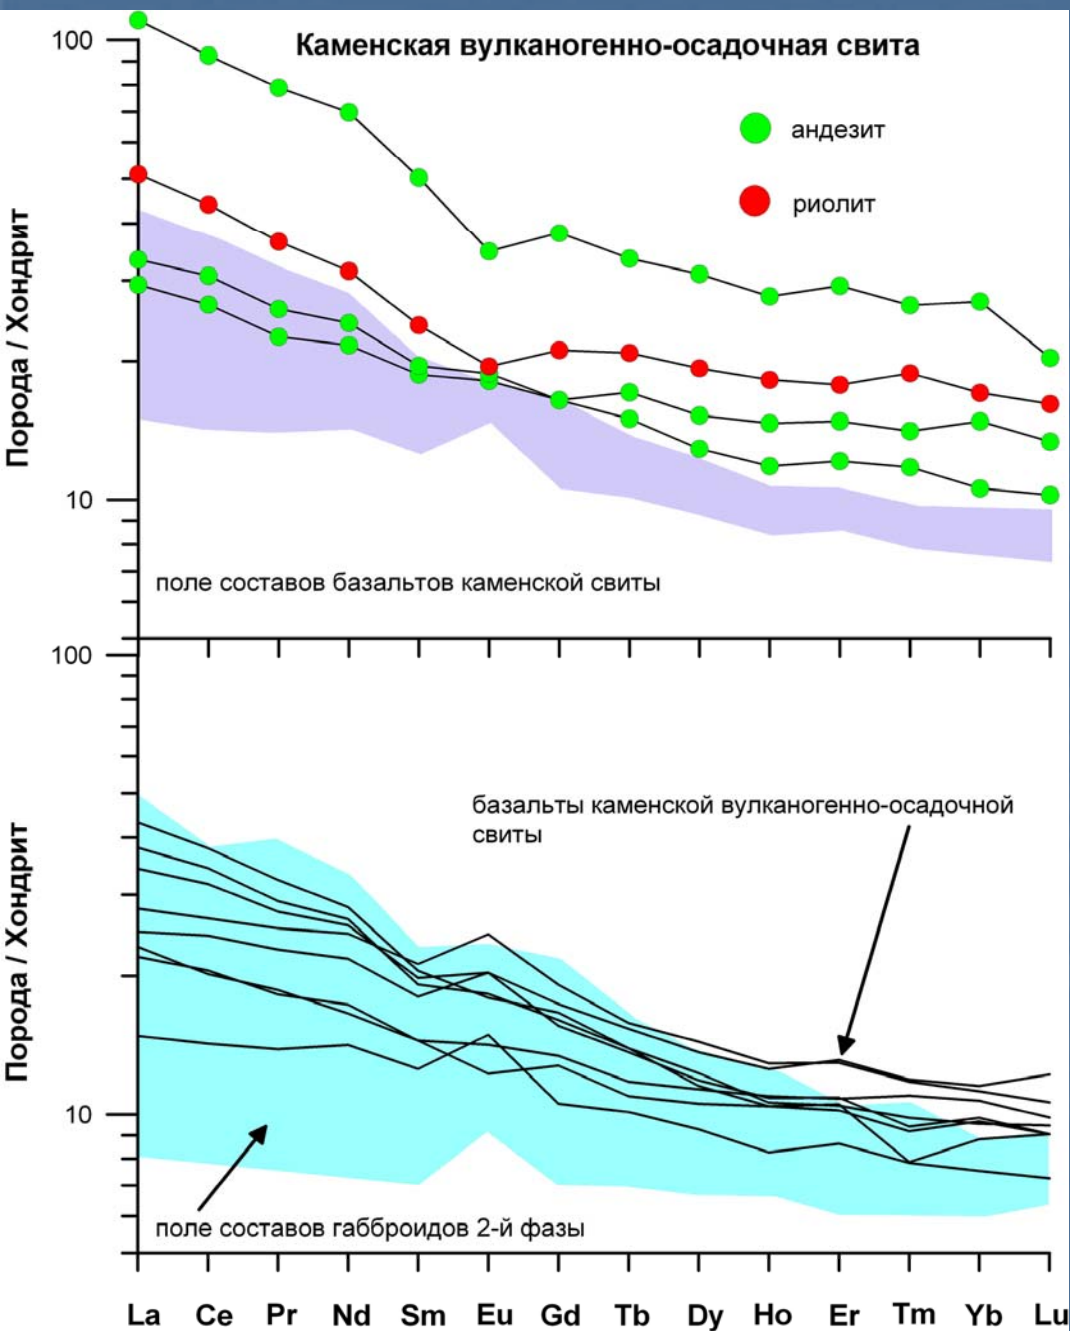 Каменская вулканогенно-осадочная свита
100
андезит
риолит
Порода / Хондрит
10
поле составов базальтов каменской свиты
100
базальты каменской вулканогенно-осадочной
свиты
Порода / Хондрит
10
поле составов габброидов 2-й фазы
La Ce Pr Nd Sm Eu Gd Tb Dy Ho Er Tm Yb Lu